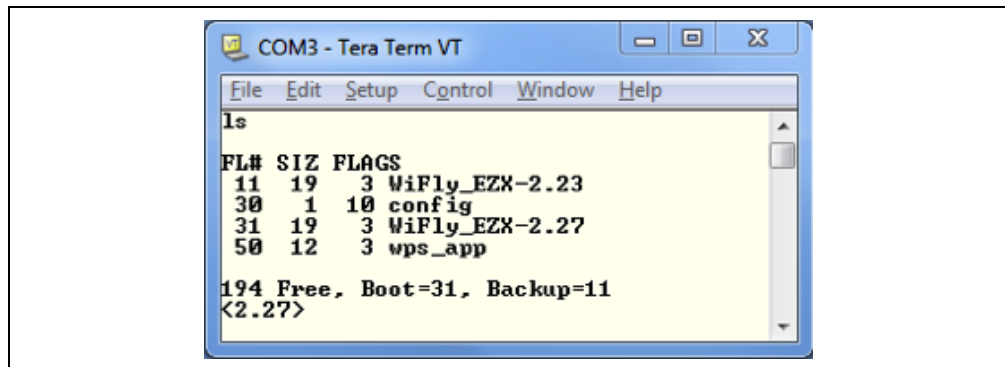 COM3 - Tera Term VT
File Edit Setup Control Window Help
ls
FL# SIZ FLAGS
11 19 3 WiFly_EZX-2.23
30 1 10 config
31 19 3 WiFly_EZX-2.27
50 12 3 wps_app
194 Free, Boot=31, Backup=11
<2.27>